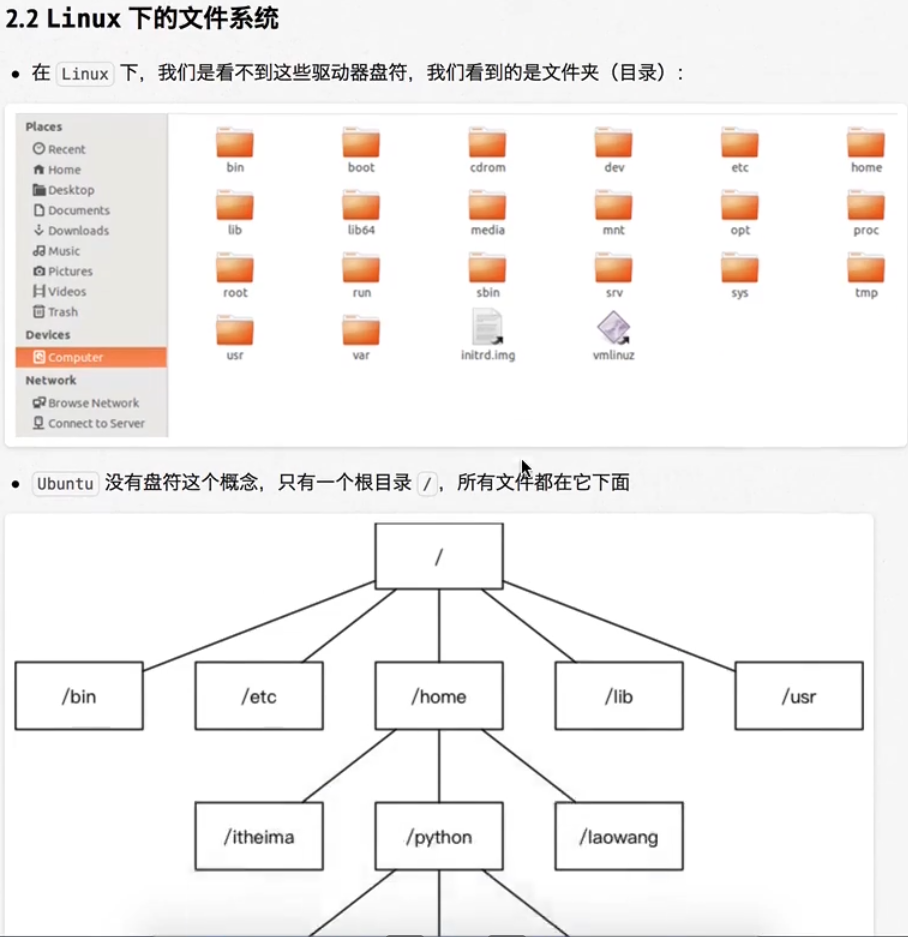 2.2 Linux 下的文件系统
• 在 Linux 下，我们是看不到这些驱动器盘符，我们看到的是文件夹（目录）：
Places
Recent
Home
Desktop
Documents
Downloads
Music
Pictures
Videos
Trash
Devices
Computer
Network
Browse Network
Connect to Server
bin boot cdrom dev etc home
lib lib64 media mnt opt proc
root run sbin srv sys tmp
usr var initrd.img vmlinuz
• Ubuntu 没有盘符这个概念，只有一个根目录 /，所有文件都在它下面
/
/bin /etc /home /lib /usr
/itheima /python /laowang